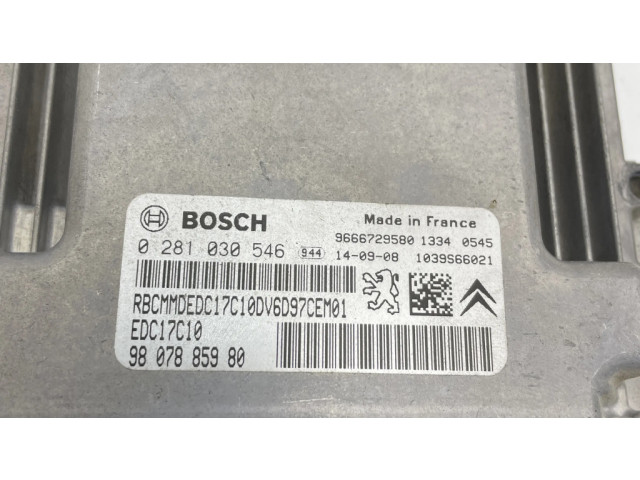 BOSCH
Made in France
9666729580 1334 0545
0 281 030 546 944 14-09-08 1039S66021
RBCMMDEDC17C10DV6D97CEM01
EDC17C10
98 078 859 80